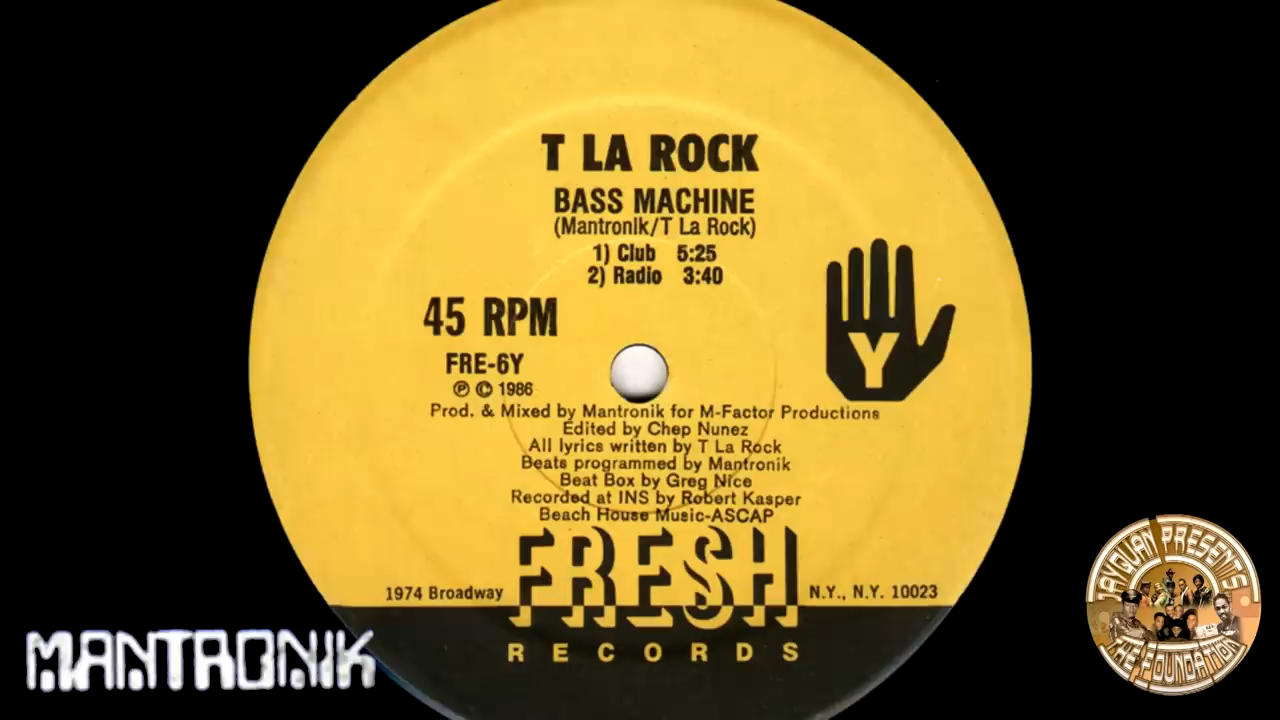 T LA ROCK
BASS MACHINE
(Mantronik/T La Rock)
1) Club 5:25
2) Radio 3:40
45 RPM
FRE-6Y
Ⓟ © 1986
Y
Prod. & Mixed by Mantronik for M-Factor Productions
Edited by Chep Nunez
All lyrics written by T La Rock
Beats programmed by Mantronik
Beat Box by Greg Nice
Recorded at INS by Robert Kasper
Beach House Music-ASCAP
1974 Broadway
FRESH
N.Y., N.Y. 10023
RECORDS
MANTRONIK
JAYQUAN PRESENTS
THE FOUNDATION